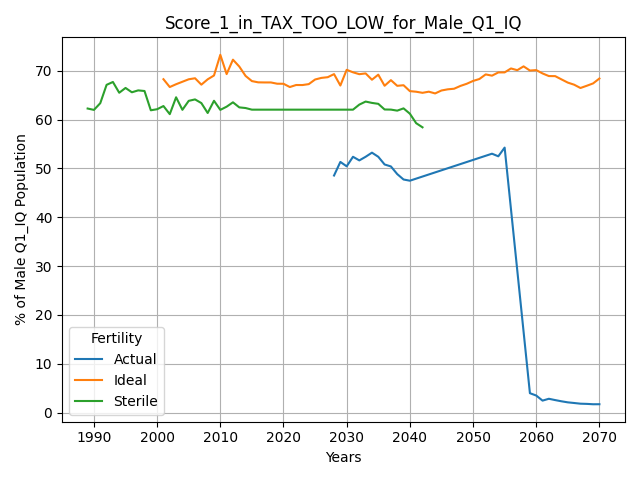 Score_1_in_TAX_TOO_LOW_for_Male_Q1_IQ
% of Male Q1_IQ Population
70
60
50
40
30
20
10
0
Fertility
Actual
Ideal
Sterile
1990 2000 2010 2020 2030 2040 2050 2060 2070
Years